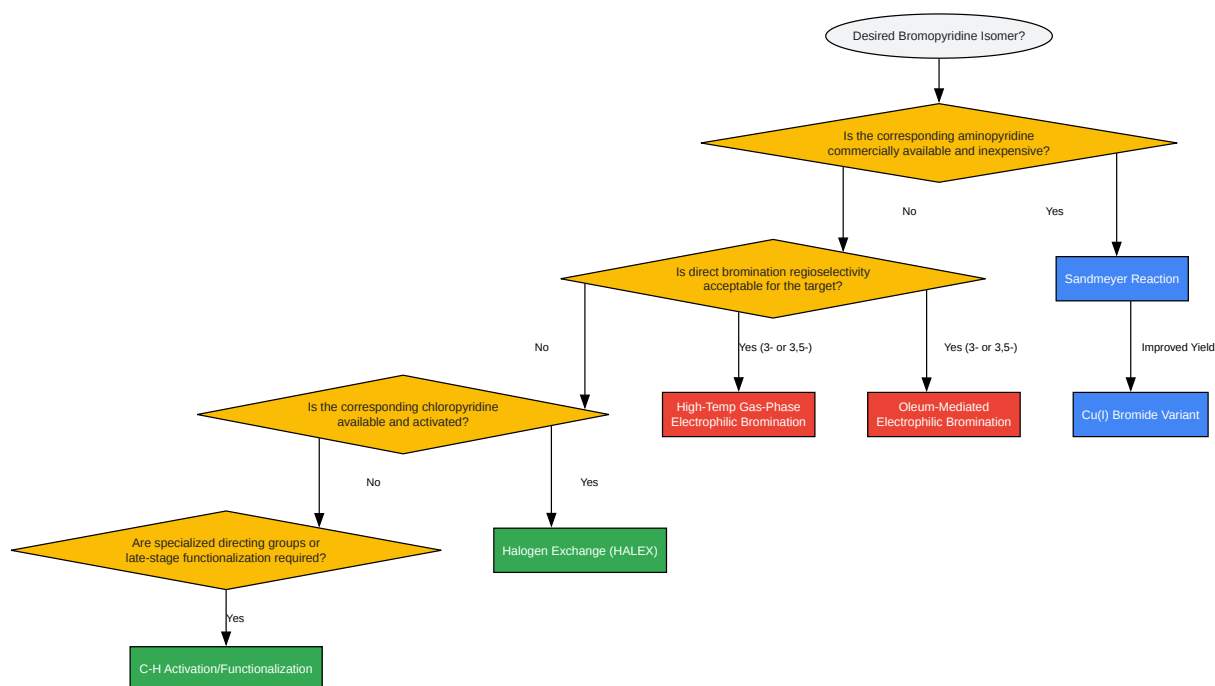 Desired Bromopyridine Isomer?
Is the corresponding aminopyridine
commercially available and inexpensive?
No
Yes
Is direct bromination regioselectivity
acceptable for the target?
Sandmeyer Reaction
No
Yes (3- or 3,5-)
Yes (3- or 3,5-)
Improved Yield
Is the corresponding chloropyridine
available and activated?
High-Temp Gas-Phase
Electrophilic Bromination
Oleum-Mediated
Electrophilic Bromination
Cu(I) Bromide Variant
No
Yes
Are specialized directing groups or
late-stage functionalization required?
Halogen Exchange (HALEX)
Yes
C-H Activation/Functionalization